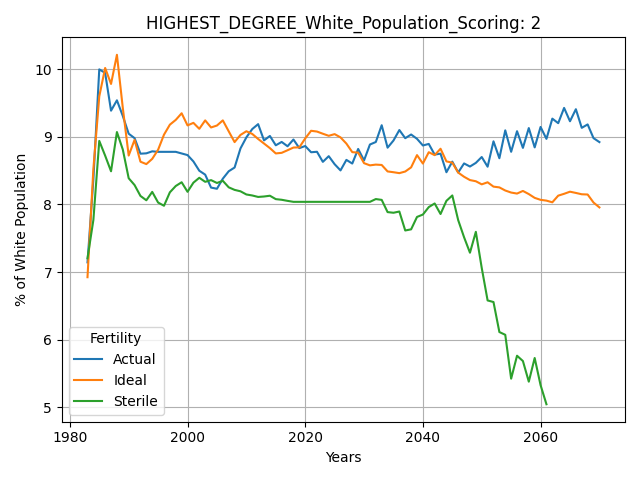 HIGHEST_DEGREE_White_Population_Scoring: 2
% of White Population
10
9
8
7
6
5
Fertility
Actual
Ideal
Sterile
1980
2000
2020
2040
2060
Years